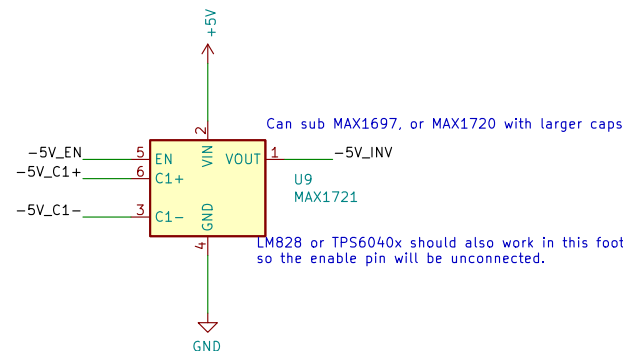 +5V
Can sub MAX1697, or MAX1720 with larger caps
2
-5V_EN 5 EN VIN VOUT 1 -5V_INV
-5V_C1+ 6 C1+
U9
MAX1721
-5V_C1- 3 C1- GND
4
LM828 or TPS6040x should also work in this foot
so the enable pin will be unconnected.
GND